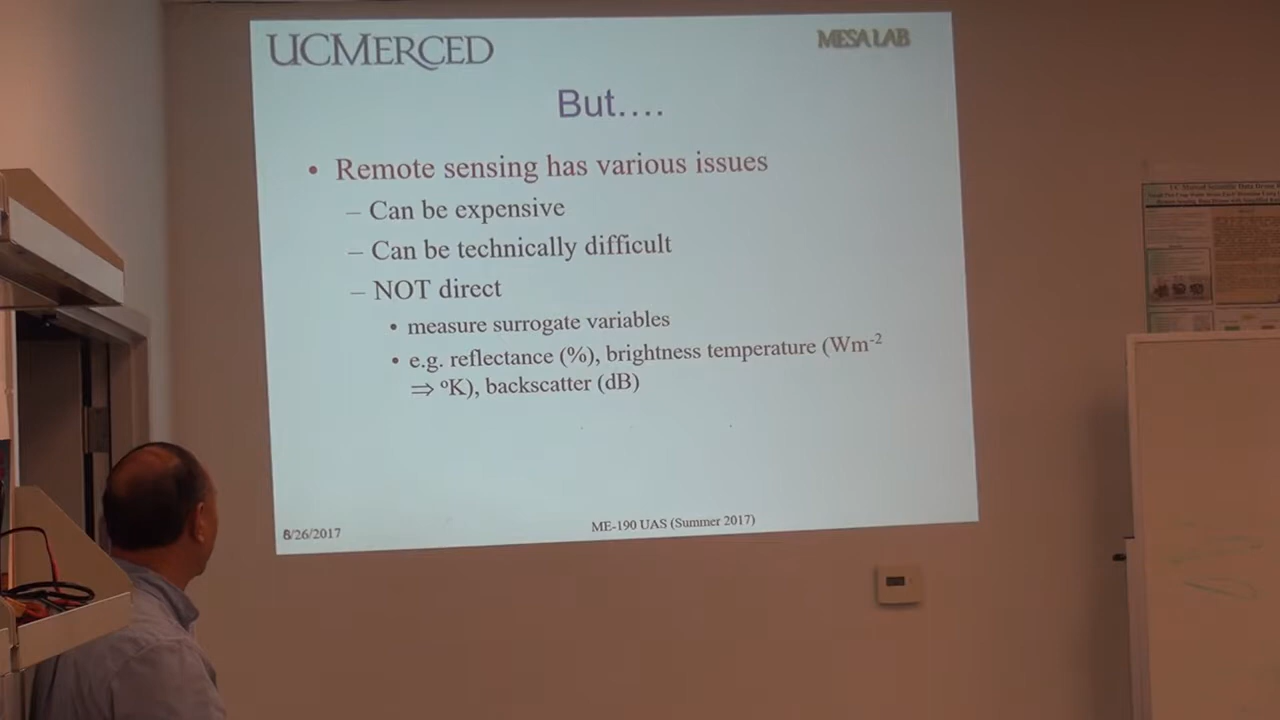 UCMERCED
MESA LAB
But….
• Remote sensing has various issues
– Can be expensive
– Can be technically difficult
– NOT direct
• measure surrogate variables
• e.g. reflectance (%), brightness temperature (Wm⁻²
⇒ ºK), backscatter (dB)
8/26/2017
ME-190 UAS (Summer 2017)